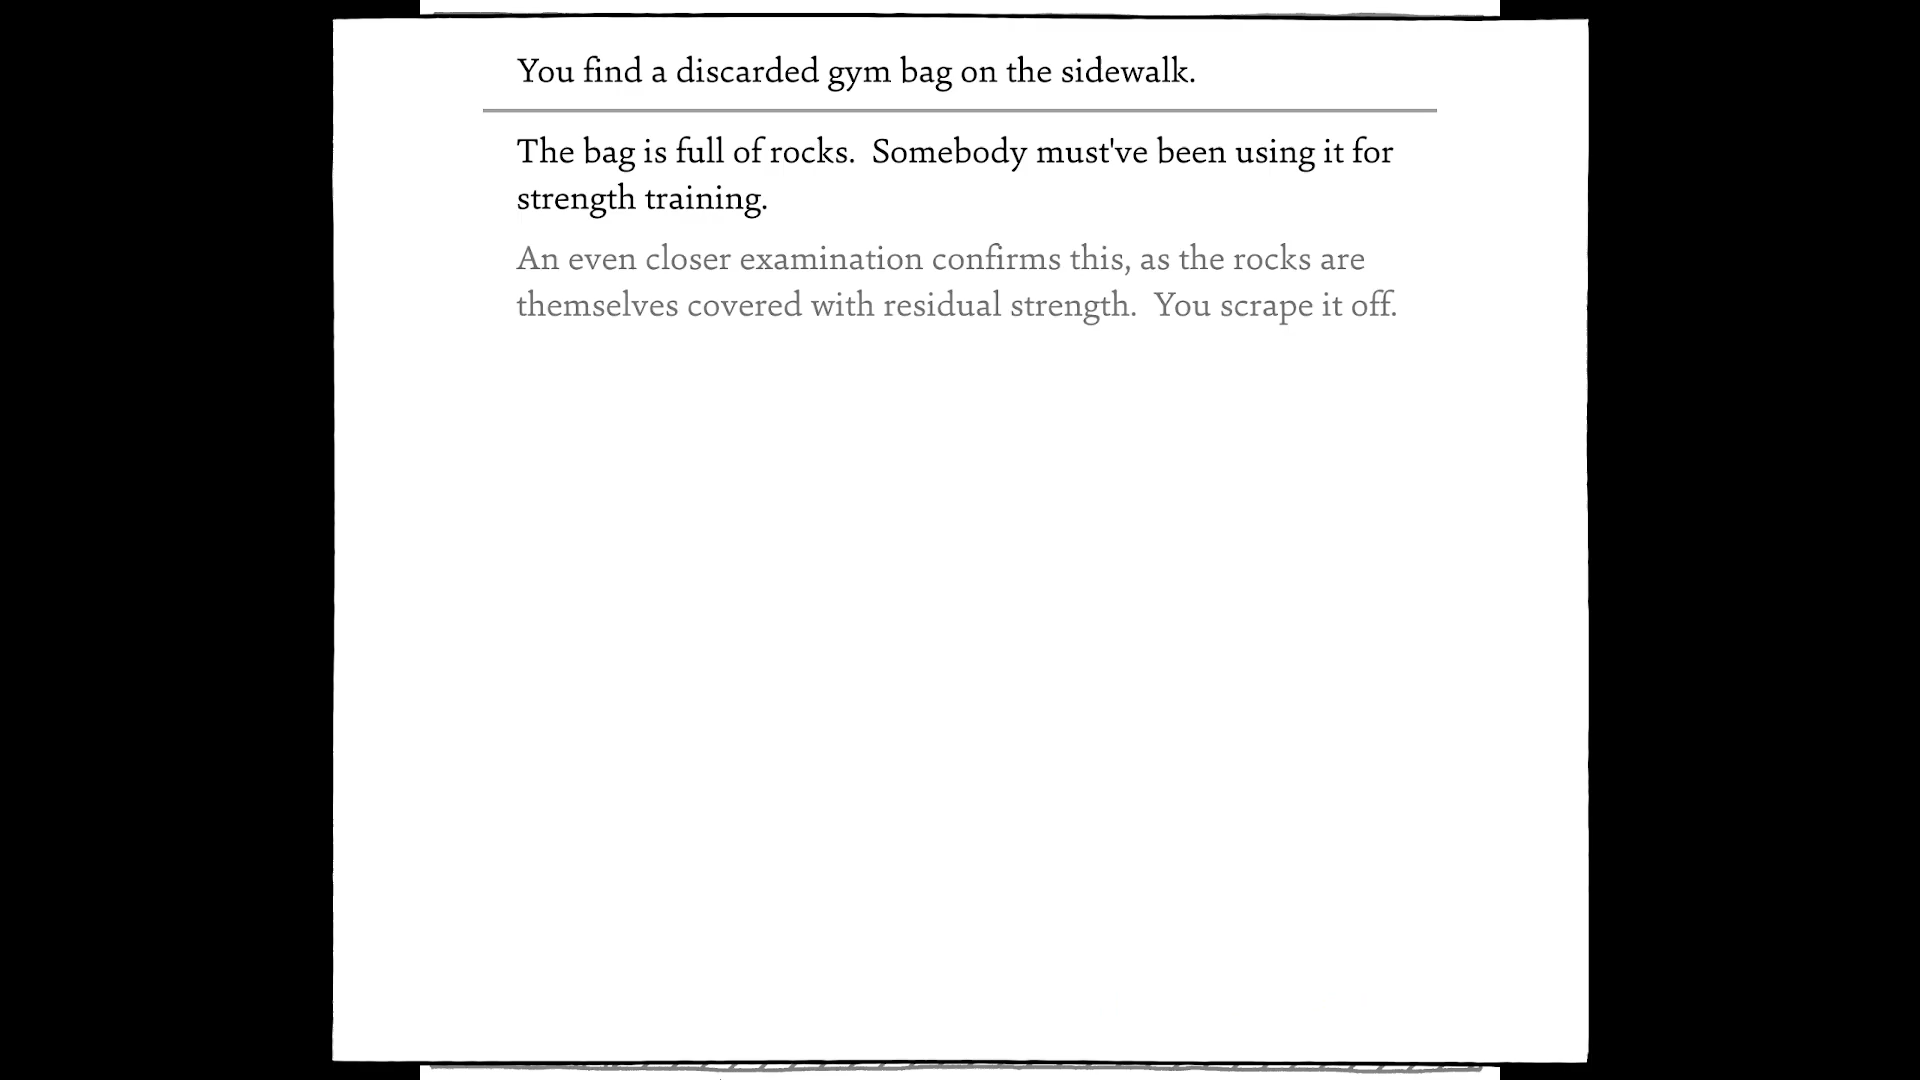 You find a discarded gym bag on the sidewalk.
The bag is full of rocks.  Somebody must've been using it for
strength training.
An even closer examination confirms this, as the rocks are
themselves covered with residual strength.  You scrape it off.